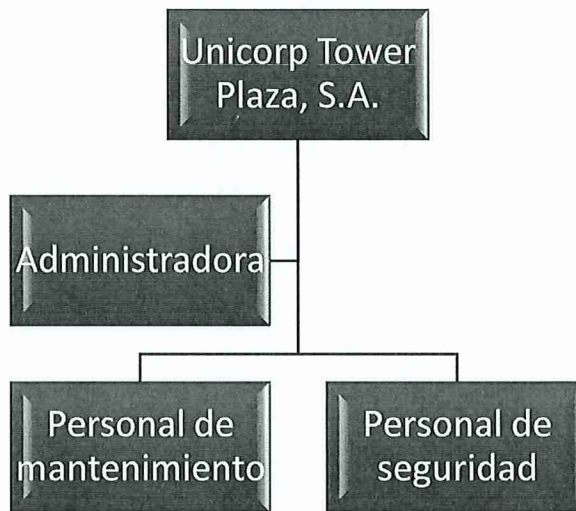 Unicorp Tower
Plaza, S.A.
Administradora
Personal de
mantenimiento
Personal de
seguridad